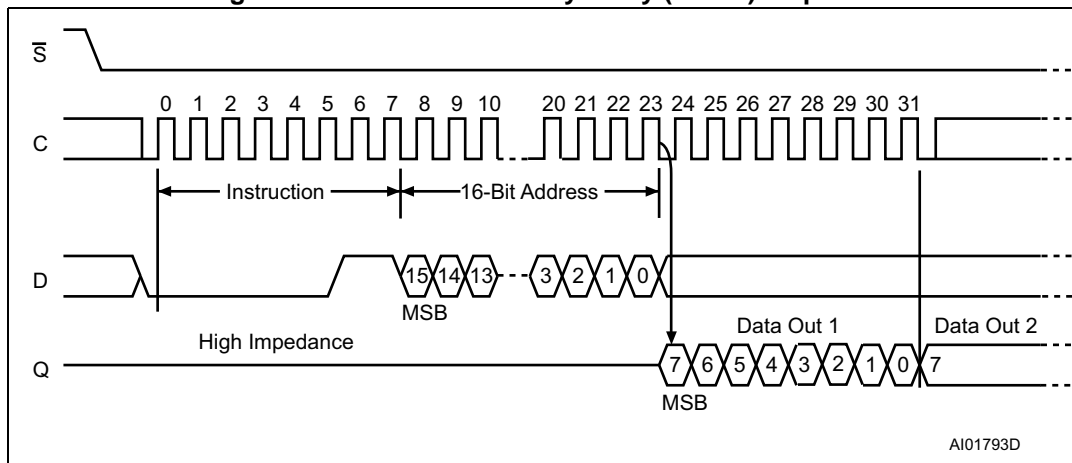 S
0 1 2 3 4 5 6 7 8 9 10 20 21 22 23 24 25 26 27 28 29 30 31
C
Instruction 16-Bit Address
D 15 14 13 3 2 1 0
MSB
High Impedance Data Out 1 Data Out 2
Q 7 6 5 4 3 2 1 0 7
MSB
AI01793D